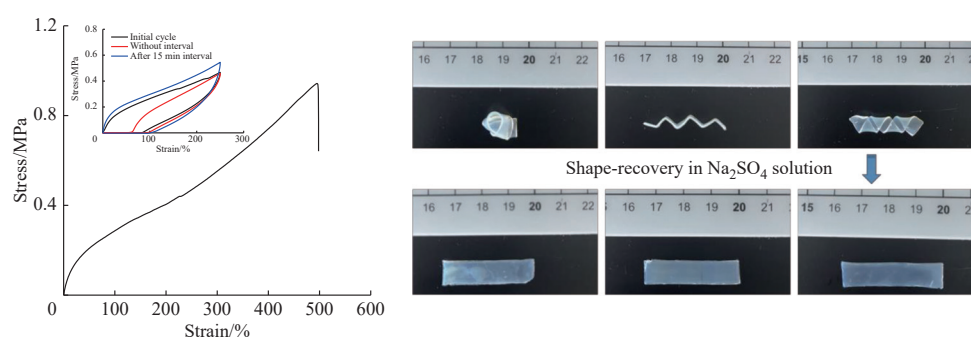 1.2
0.8
0.4
0
0
100
200
300
400
500
600
Stress/MPa
Strain/%
0.8
0.6
0.4
0.2
0
0
100
200
300
Stress/MPa
Strain/%
Initial cycle
Without interval
After 15 min interval
16 17 18 19 20 21 22
16 17 18 19 20 21 22
15 16 17 18 19 20 21
Shape-recovery in Na₂SO₄ solution
16 17 18 19 20 21 22
16 17 18 19 20 21
15 16 17 18 19 20 21